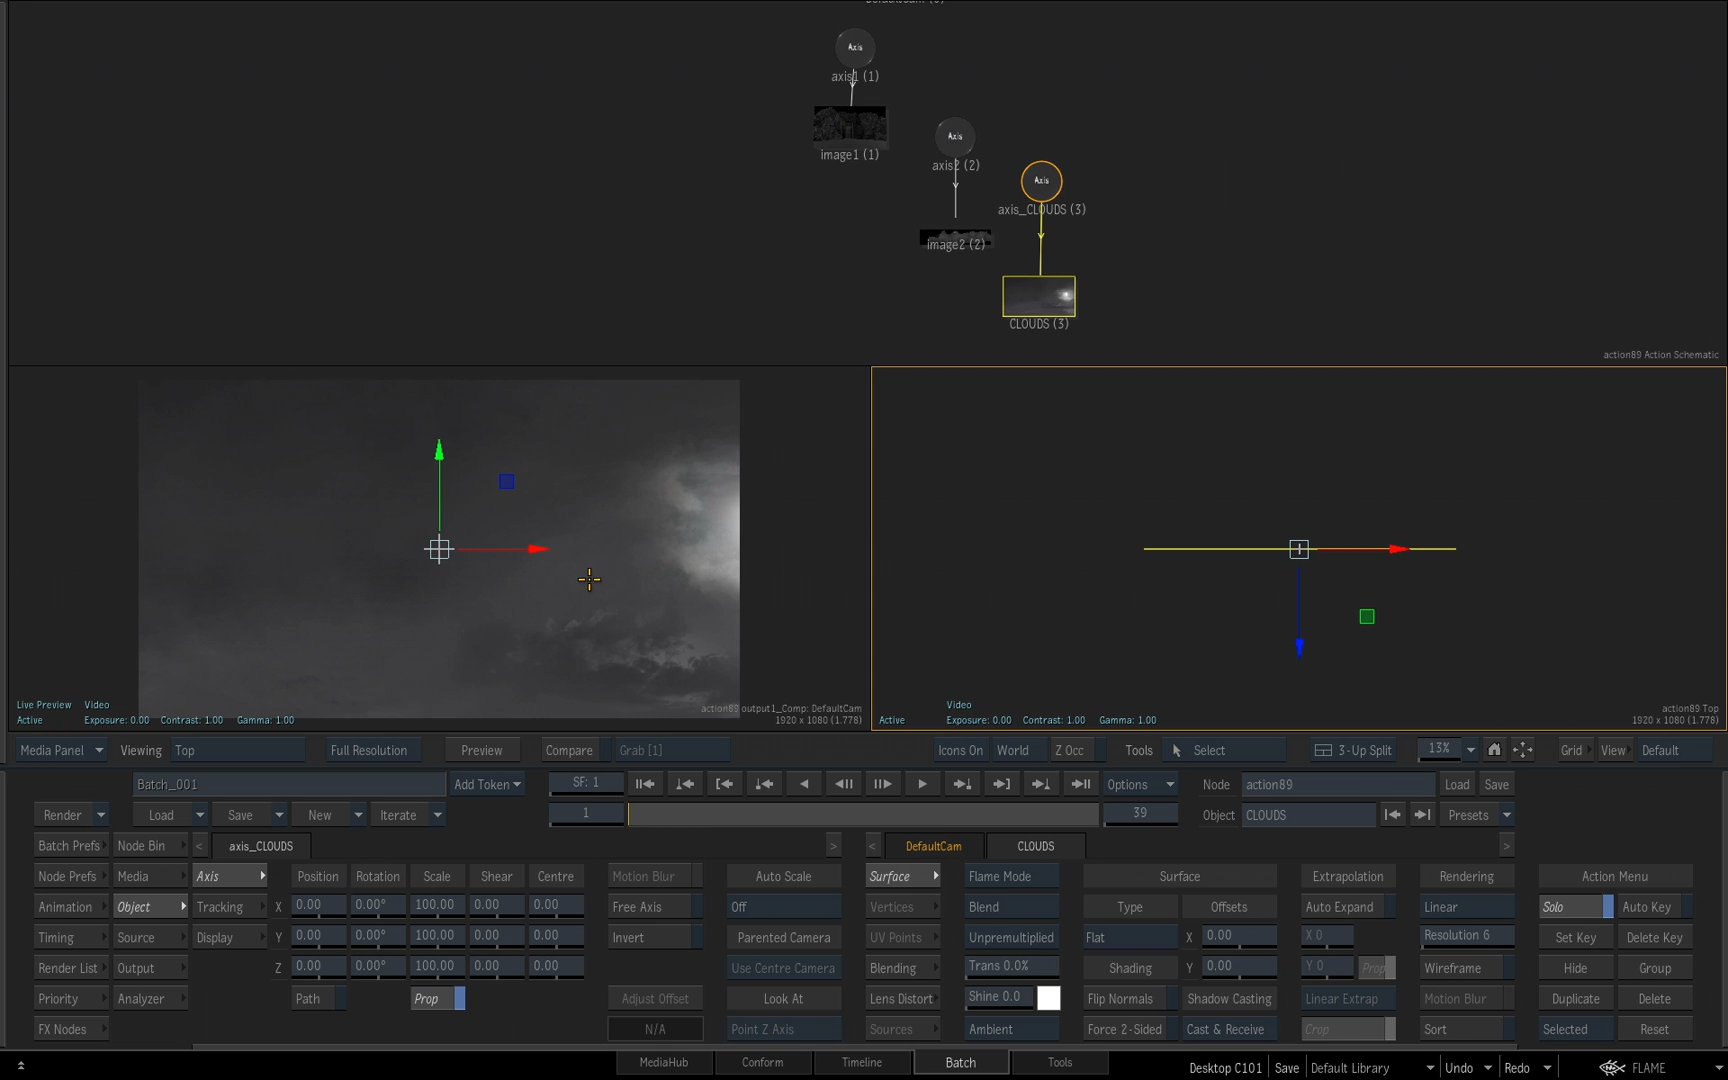 Axis
axis1 (1)
image1 (1)
Axis
axis2 (2)
image2 (2)
Axis
axis_CLOUDS (3)
CLOUDS (3)
action89 Action Schematic
Live Preview Video
Active Exposure: 0.00 Contrast: 1.00 Gamma: 1.00
action89 output1_Comp: DefaultCam
1920 x 1080 (1.778)
Video
Active Exposure: 0.00 Contrast: 1.00 Gamma: 1.00
action89 Top
1920 x 1080 (1.778)
Media Panel Viewing Top Full Resolution Preview Compare Grab [1] Icons On World Z Occ Tools Select 3-Up Split 13% Grid View Default
Batch_001 Add Token SF: 1 Options Node action89 Load Save
Render Load Save New Iterate 1 39 Object CLOUDS Presets
Batch Prefs Node Bin < axis_CLOUDS > < DefaultCam CLOUDS >
Node Prefs Media Axis Position Rotation Scale Shear Centre Motion Blur Auto Scale Surface Flame Mode Surface Extrapolation Rendering Action Menu
Animation Object Tracking X 0.00 0.00° 100.00 0.00 0.00 Free Axis Off Vertices Blend Type Offsets Auto Expand Linear Solo Auto Key
Timing Source Display Y 0.00 0.00° 100.00 0.00 0.00 Invert Parented Camera UV Points Unpremultiplied Flat X 0.00 X 0 Resolution 6 Set Key Delete Key
Render List Output Z 0.00 0.00° 100.00 0.00 0.00 Use Centre Camera Blending Trans 0.0% Shading Y 0.00 Y 0 Prop Wireframe Hide Group
Priority Analyzer Path Prop Adjust Offset Look At Lens Distort Shine 0.0 Flip Normals Shadow Casting Linear Extrap Motion Blur Duplicate Delete
FX Nodes N/A Point Z Axis Sources Ambient Force 2-Sided Cast & Receive Crop Sort Selected Reset
MediaHub Conform Timeline Batch Tools Desktop C101 Save Default Library Undo Redo FLAME